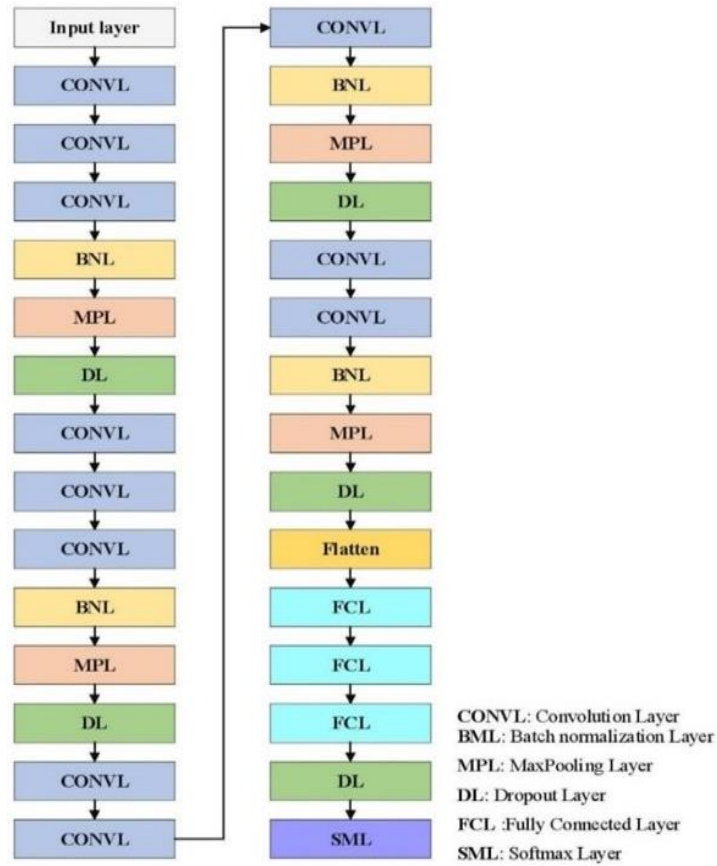 Input layer
CONVL
CONVL
CONVL
BNL
MPL
DL
CONVL
CONVL
CONVL
BNL
MPL
DL
CONVL
CONVL
CONVL
BNL
MPL
DL
CONVL
CONVL
BNL
MPL
DL
Flatten
FCL
FCL
FCL
DL
SML
CONVL: Convolution Layer
BML: Batch normalization Layer
MPL: MaxPooling Layer
DL: Dropout Layer
FCL :Fully Connected Layer
SML: Softmax Layer